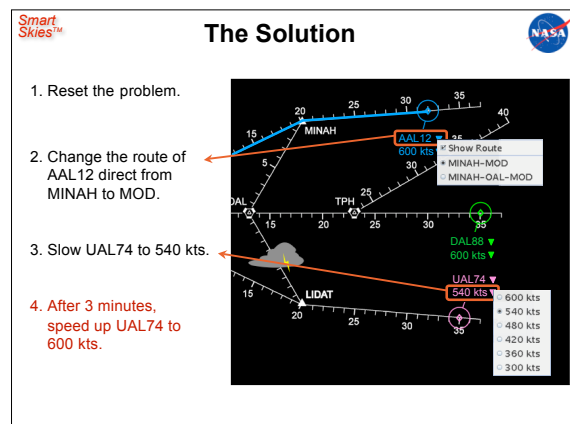 Smart
Skies™
The Solution
NASA
1. Reset the problem.
2. Change the route of
AAL12 direct from
MINAH to MOD.
3. Slow UAL74 to 540 kts.
4. After 3 minutes,
speed up UAL74 to
600 kts.
15
20
25
30
35
40
MINAH
AAL12 ▼
600 kts ▼
35
Show Route
MINAH-MOD
MINAH-OAL-MOD
5
25
OAL
TPH
15
20
25
30
35
DAL88 ▼
600 kts ▼
UAL74 ▼
540 kts ▼
600 kts
540 kts
480 kts
420 kts
360 kts
300 kts
15
LIDAT
20
25
30
35